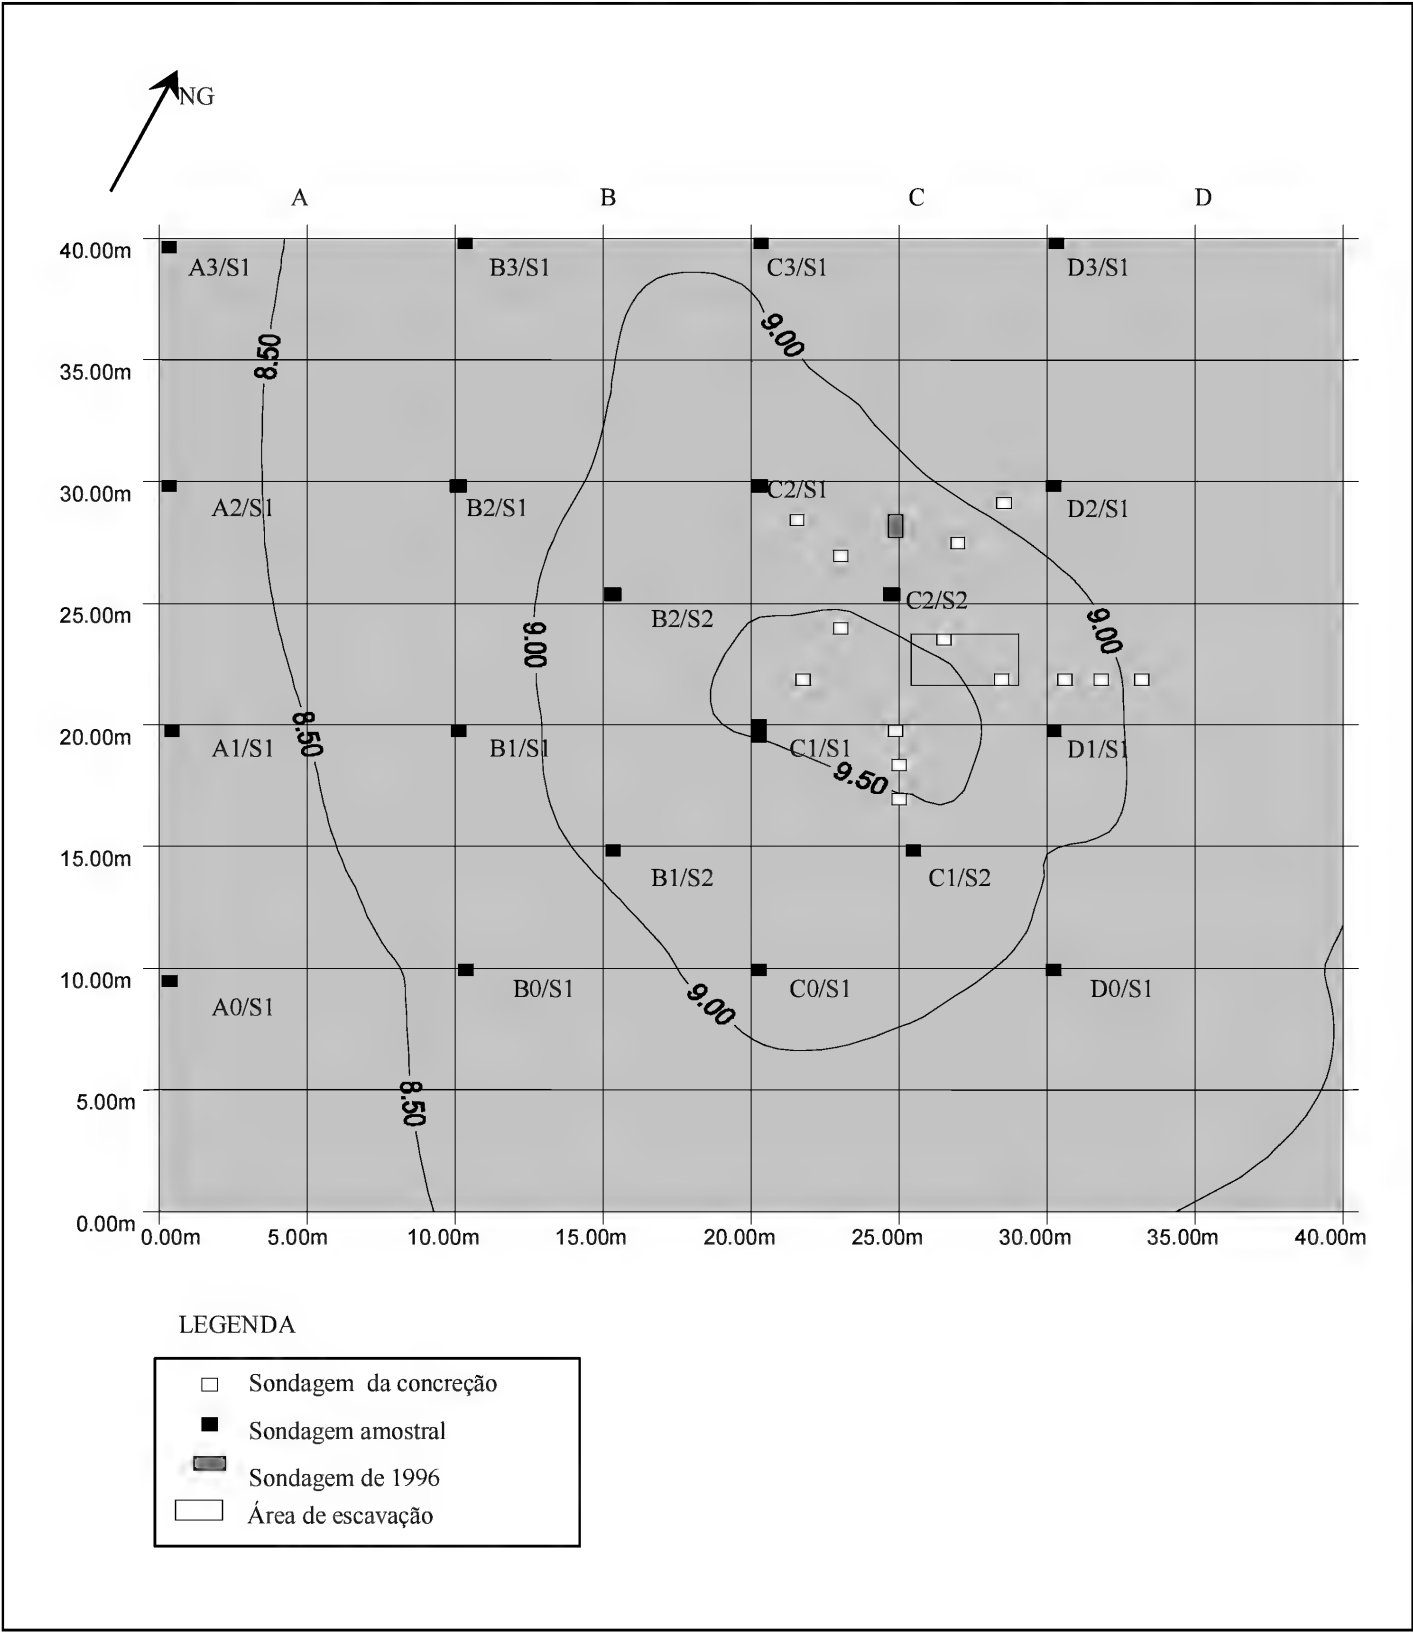 NG
A B C D
40.00m
A3/S1 B3/S1 C3/S1 D3/S1
9.00
8.50
35.00m
30.00m
C2/S1
A2/S1 B2/S1 D2/S1
25.00m
C2/S2
B2/S2
9.00
9.00
8.50
20.00m
A1/S1 B1/S1 C1/S1 D1/S1
9.50
15.00m
B1/S2 C1/S2
10.00m
B0/S1 C0/S1 D0/S1
A0/S1
9.00
8.50
5.00m
0.00m
0.00m 5.00m 10.00m 15.00m 20.00m 25.00m 30.00m 35.00m 40.00m
LEGENDA
Sondagem da concreção
Sondagem amostral
Sondagem de 1996
Área de escavação